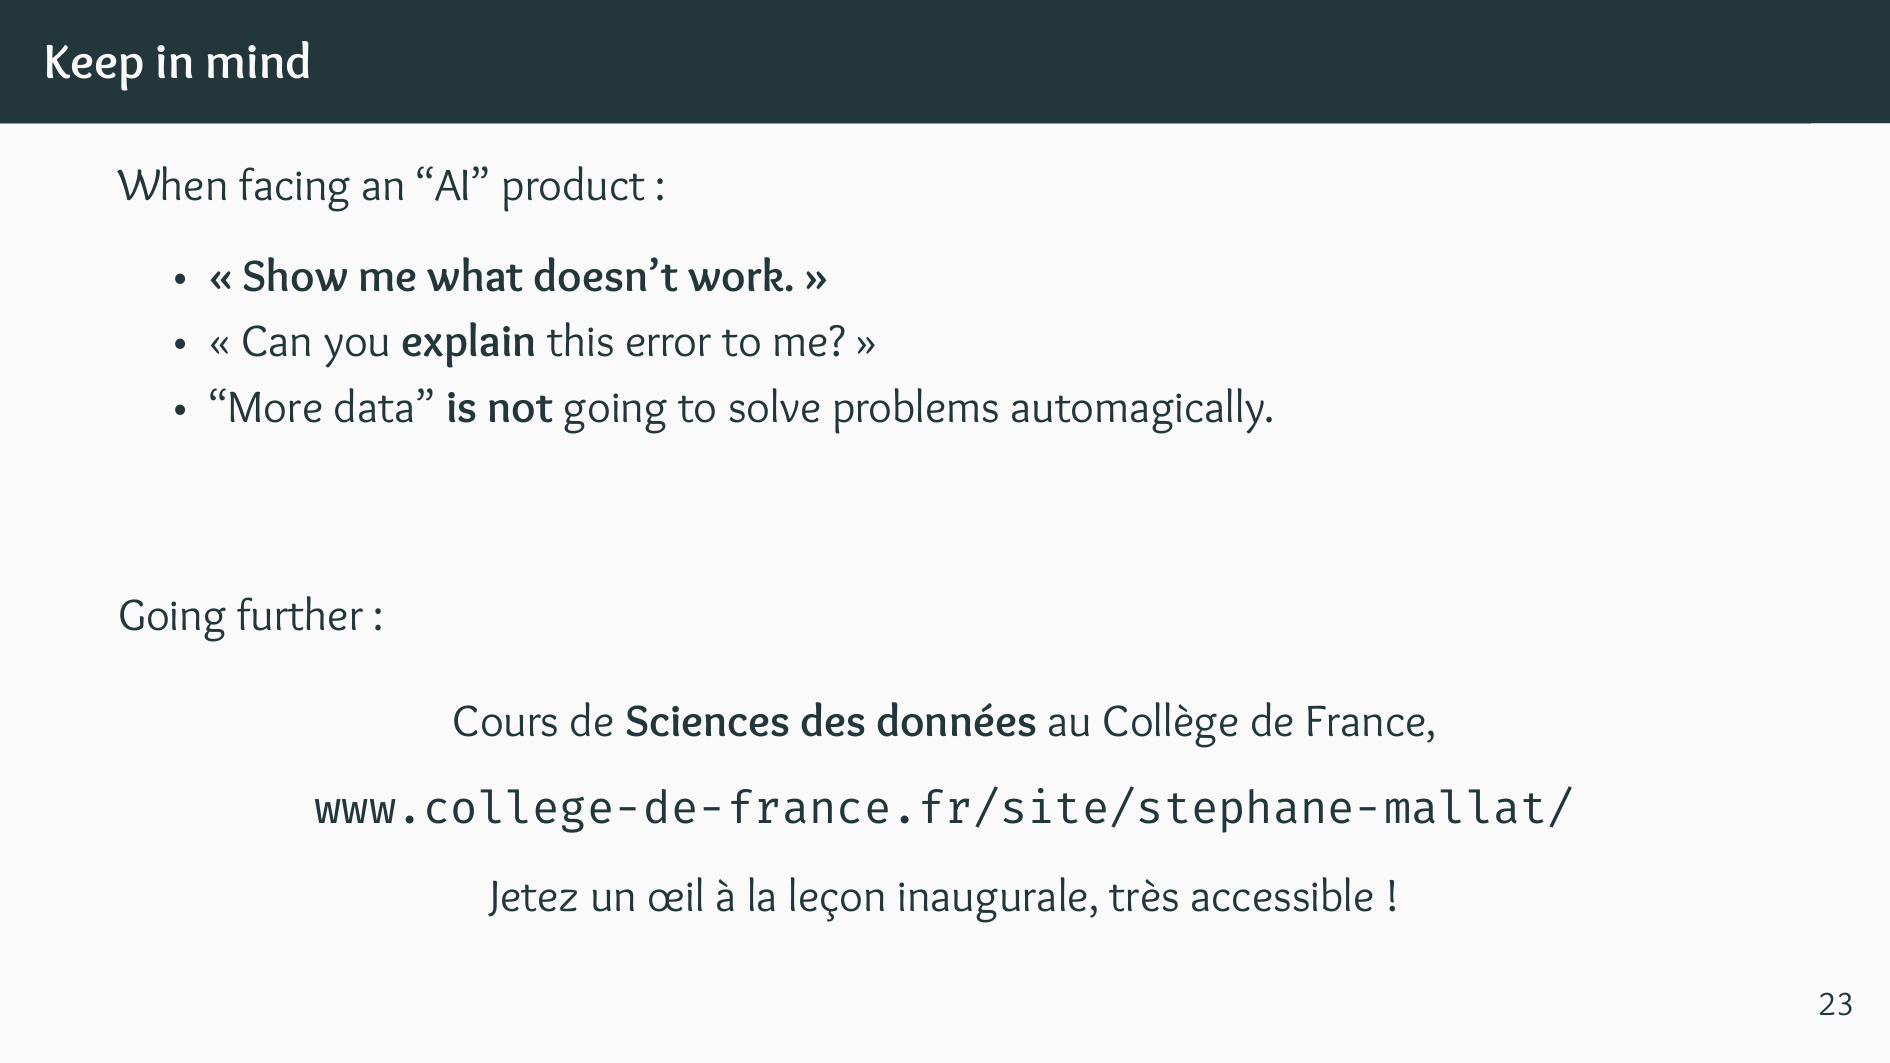 Keep in mind
When facing an “AI” product :
• « Show me what doesn’t work. »
• « Can you explain this error to me? »
• “More data” is not going to solve problems automagically.
Going further :
Cours de Sciences des données au Collège de France,
www.college-de-france.fr/site/stephane-mallat/
Jetez un œil à la leçon inaugurale, très accessible !
23